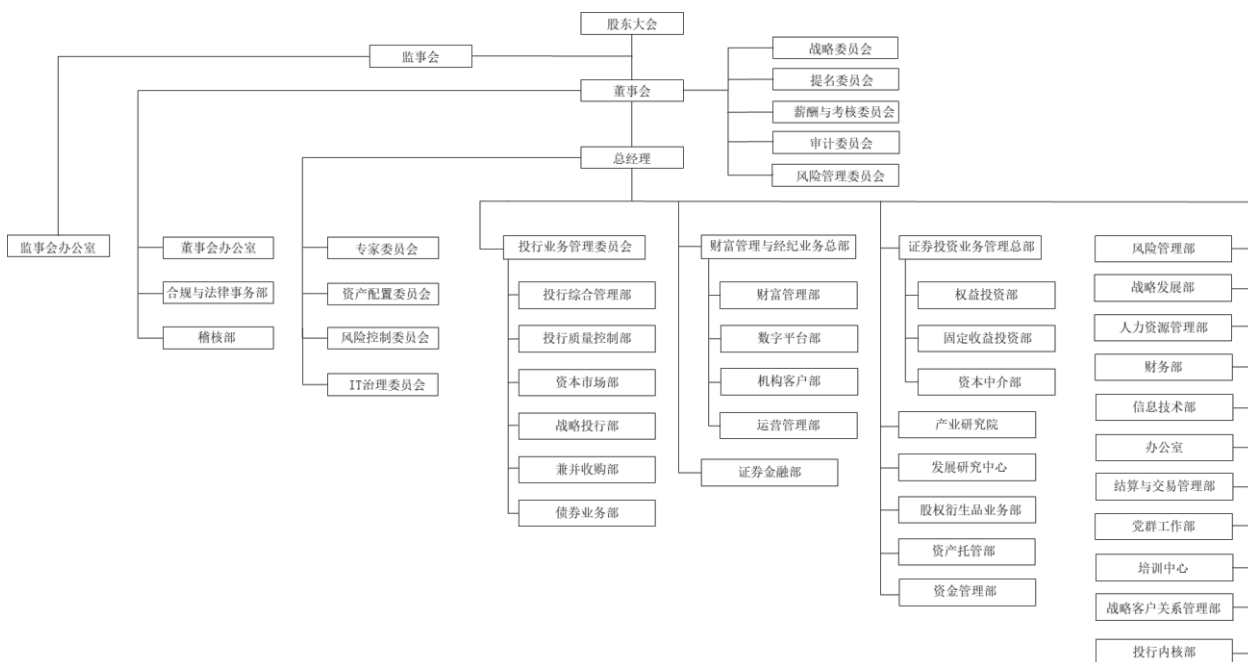 股东大会
监事会
董事会
总经理
战略委员会
提名委员会
薪酬与考核委员会
审计委员会
风险管理委员会
监事会办公室
董事会办公室
合规与法律事务部
稽核部
专家委员会
资产配置委员会
风险控制委员会
IT治理委员会
投行业务管理委员会
投行综合管理部
投行质量控制部
资本市场部
战略投行部
兼并收购部
债券业务部
财富管理与经纪业务总部
财富管理部
数字平台部
机构客户部
运营管理部
证券金融部
证券投资业务管理总部
权益投资部
固定收益投资部
资本中介部
产业研究院
发展研究中心
股权衍生品业务部
资产托管部
资金管理部
风险管理部
战略发展部
人力资源管理部
财务部
信息技术部
办公室
结算与交易管理部
党群工作部
培训中心
战略客户关系管理部
投行内核部